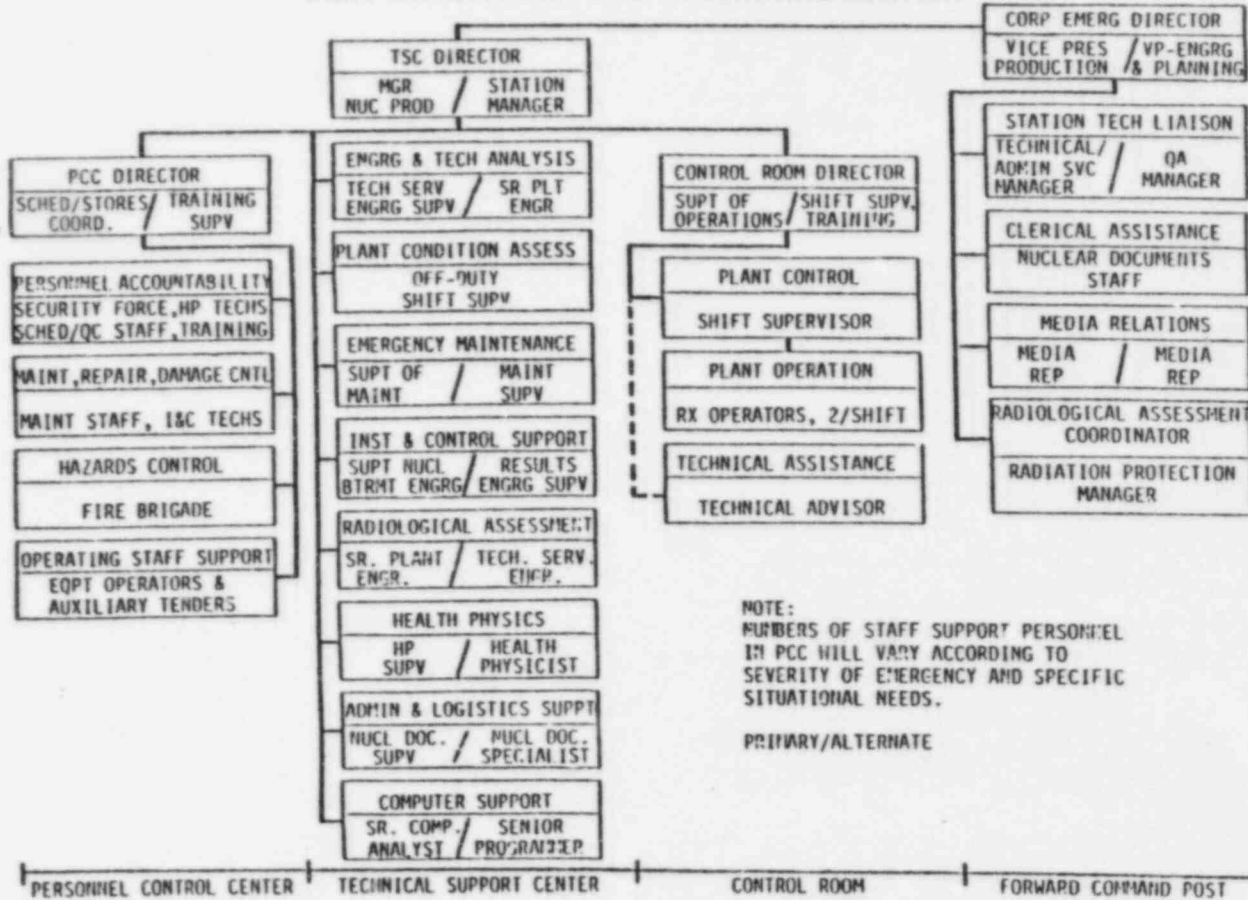 CORP EMERG DIRECTOR
VICE PRES / VP-ENGRG
PRODUCTION & PLANNING
TSC DIRECTOR
MGR / STATION
NUC PROD MANAGER
PCC DIRECTOR
SCHED/STORES / TRAINING
COORD. SUPV
PERSONNEL ACCOUNTABILITY
SECURITY FORCE, HP TECHS
SCHED/QC STAFF, TRAINING
MAINT, REPAIR, DAMAGE CNTL
MAINT STAFF, I&C TECHS
HAZARDS CONTROL
FIRE BRIGADE
OPERATING STAFF SUPPORT
EQPT OPERATORS &
AUXILIARY TENDERS
ENGRG & TECH ANALYSIS
TECH SERV / SR PLT
ENGRG SUPV ENGR
PLANT CONDITION ASSESS
OFF-DUTY
SHIFT SUPV
EMERGENCY MAINTENANCE
SUPT OF / MAINT
MAINT SUPV
INST & CONTROL SUPPORT
SUPT NUCL / RESULTS
BTRMT ENGRG ENGRG SUPV
RADIOLOGICAL ASSESSMENT
SR. PLANT / TECH. SERV.
ENGR. ENGR.
HEALTH PHYSICS
HP / HEALTH
SUPV PHYSICIST
ADMIN & LOGISTICS SUPPT
NUCL DOC. / NUCL DOC.
SUPV SPECIALIST
COMPUTER SUPPORT
SR. COMP. / SENIOR
ANALYST PROGRAMMER
CONTROL ROOM DIRECTOR
SUPT OF / SHIFT SUPV.
OPERATIONS TRAINING
PLANT CONTROL
SHIFT SUPERVISOR
PLANT OPERATION
RX OPERATORS, 2/SHIFT
TECHNICAL ASSISTANCE
TECHNICAL ADVISOR
STATION TECH LIAISON
TECHNICAL/ / QA
ADMIN SVC MANAGER
MANAGER
CLERICAL ASSISTANCE
NUCLEAR DOCUMENTS
STAFF
MEDIA RELATIONS
MEDIA / MEDIA
REP REP
RADIOLOGICAL ASSESSMENT
COORDINATOR
RADIATION PROTECTION
MANAGER
NOTE:
NUMBERS OF STAFF SUPPORT PERSONNEL
IN PCC WILL VARY ACCORDING TO
SEVERITY OF EMERGENCY AND SPECIFIC
SITUATIONAL NEEDS.
PRIMARY/ALTERNATE
PERSONNEL CONTROL CENTER
TECHNICAL SUPPORT CENTER
CONTROL ROOM
FORWARD COMMAND POST